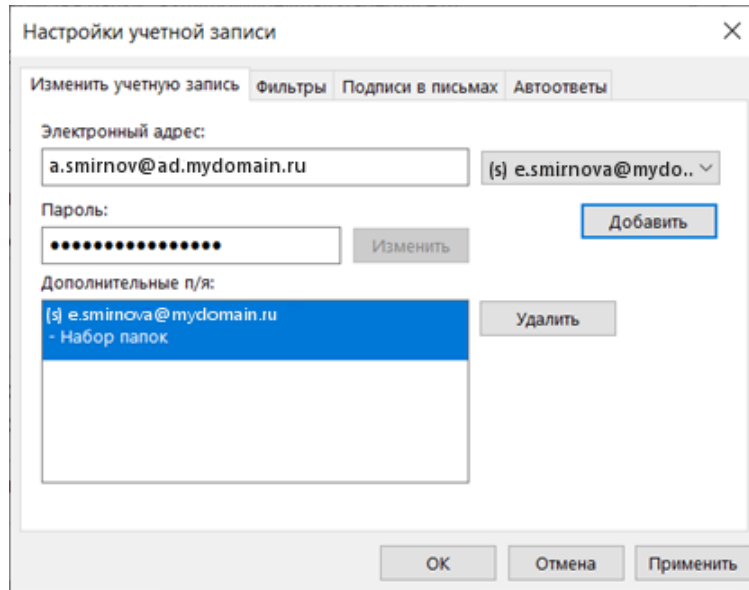 Настройки учетной записи
Изменить учетную запись Фильтры Подписи в письмах Автоответы
Электронный адрес:
a.smirnov@ad.mydomain.ru (s) e.smirnova@mydo..
Пароль: Добавить
•••••••••••••••• Изменить
Дополнительные п/я:
(s) e.smirnova@mydomain.ru Удалить
- Набор папок
ОК Отмена Применить